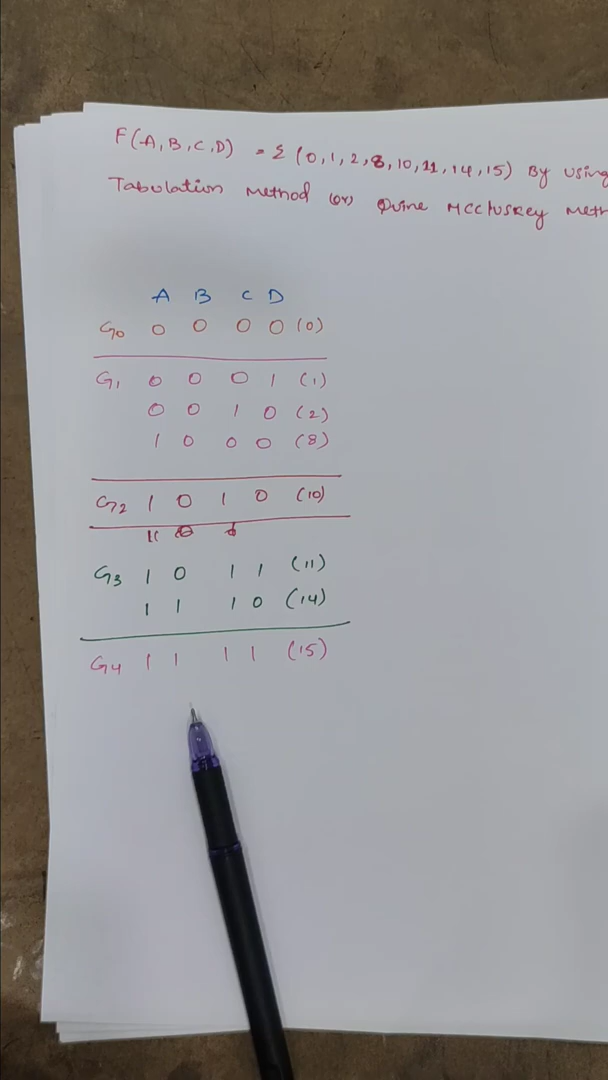 F(A,B,C,D) = Σ (0,1,2,8,10,11,14,15) By using
Tabulation Method (or) Quine McCluskey Meth
A B C D
G0 0 0 0 0 (0)
G1 0 0 0 1 (1)
0 0 1 0 (2)
1 0 0 0 (8)
G2 1 0 1 0 (10)
G3 1 0 1 1 (11)
1 1 1 0 (14)
G4 1 1 1 1 (15)